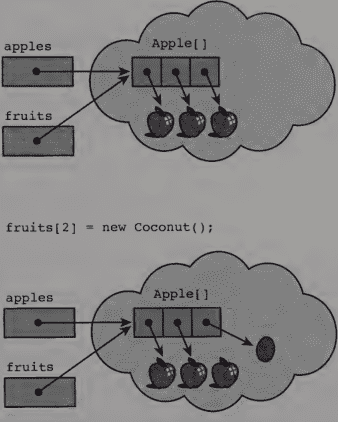 apples
Apple[]
fruits
fruits[2] = new Coconut();
apples
Apple[]
fruits